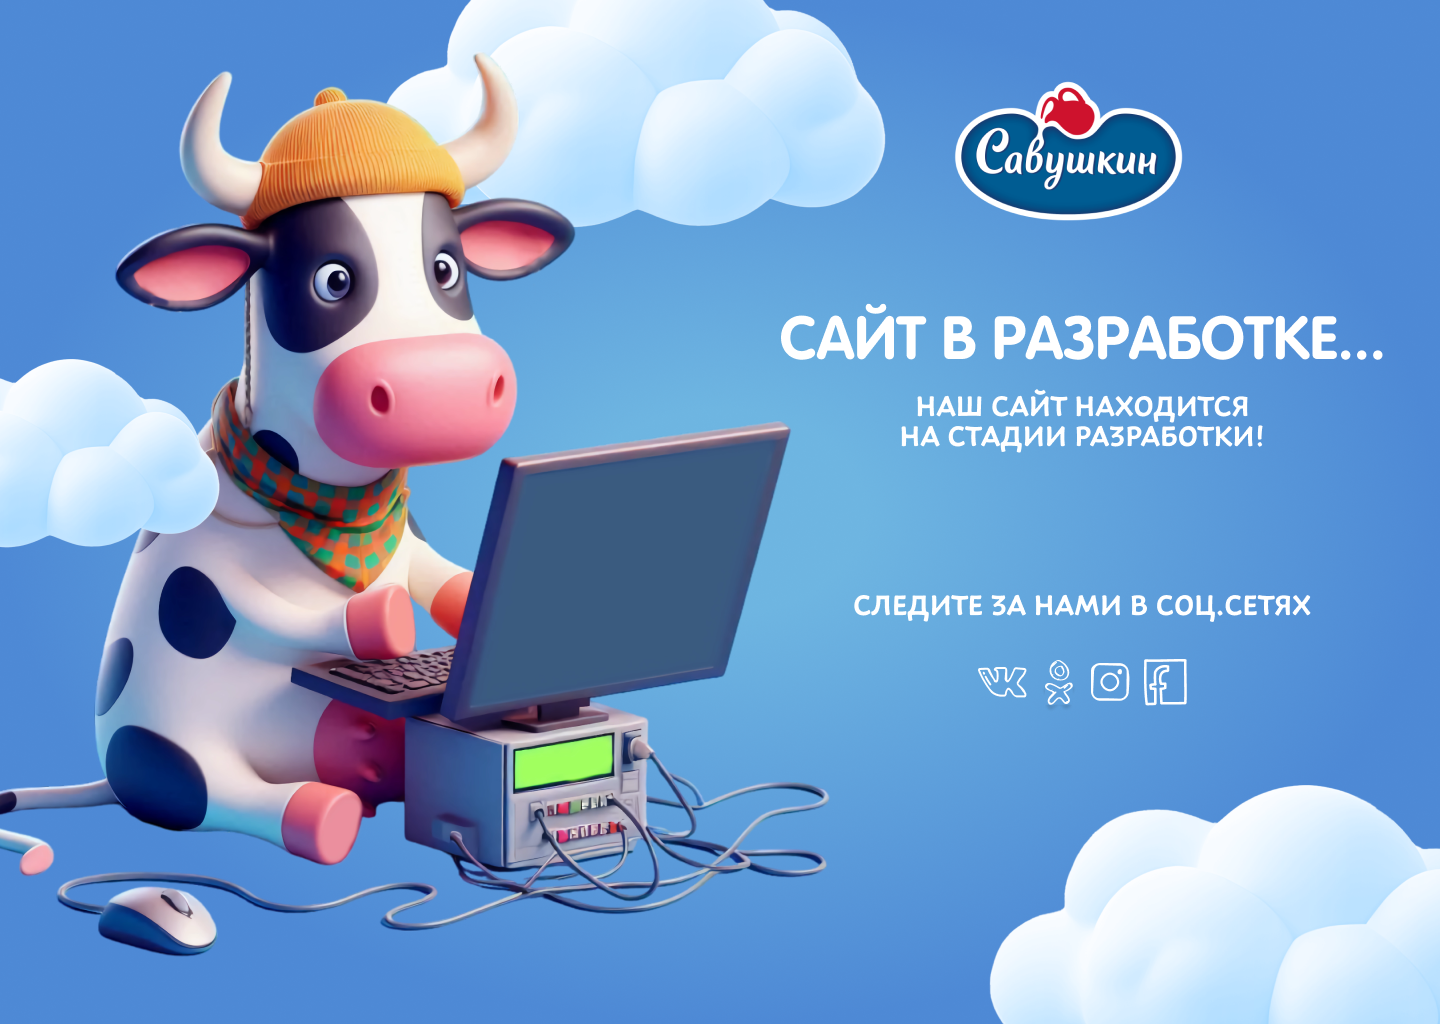 Савушкин
САЙТ В РАЗРАБОТКЕ...
НАШ САЙТ НАХОДИТСЯ
НА СТАДИИ РАЗРАБОТКИ!
СЛЕДИТЕ ЗА НАМИ В СОЦ.СЕТЯХ